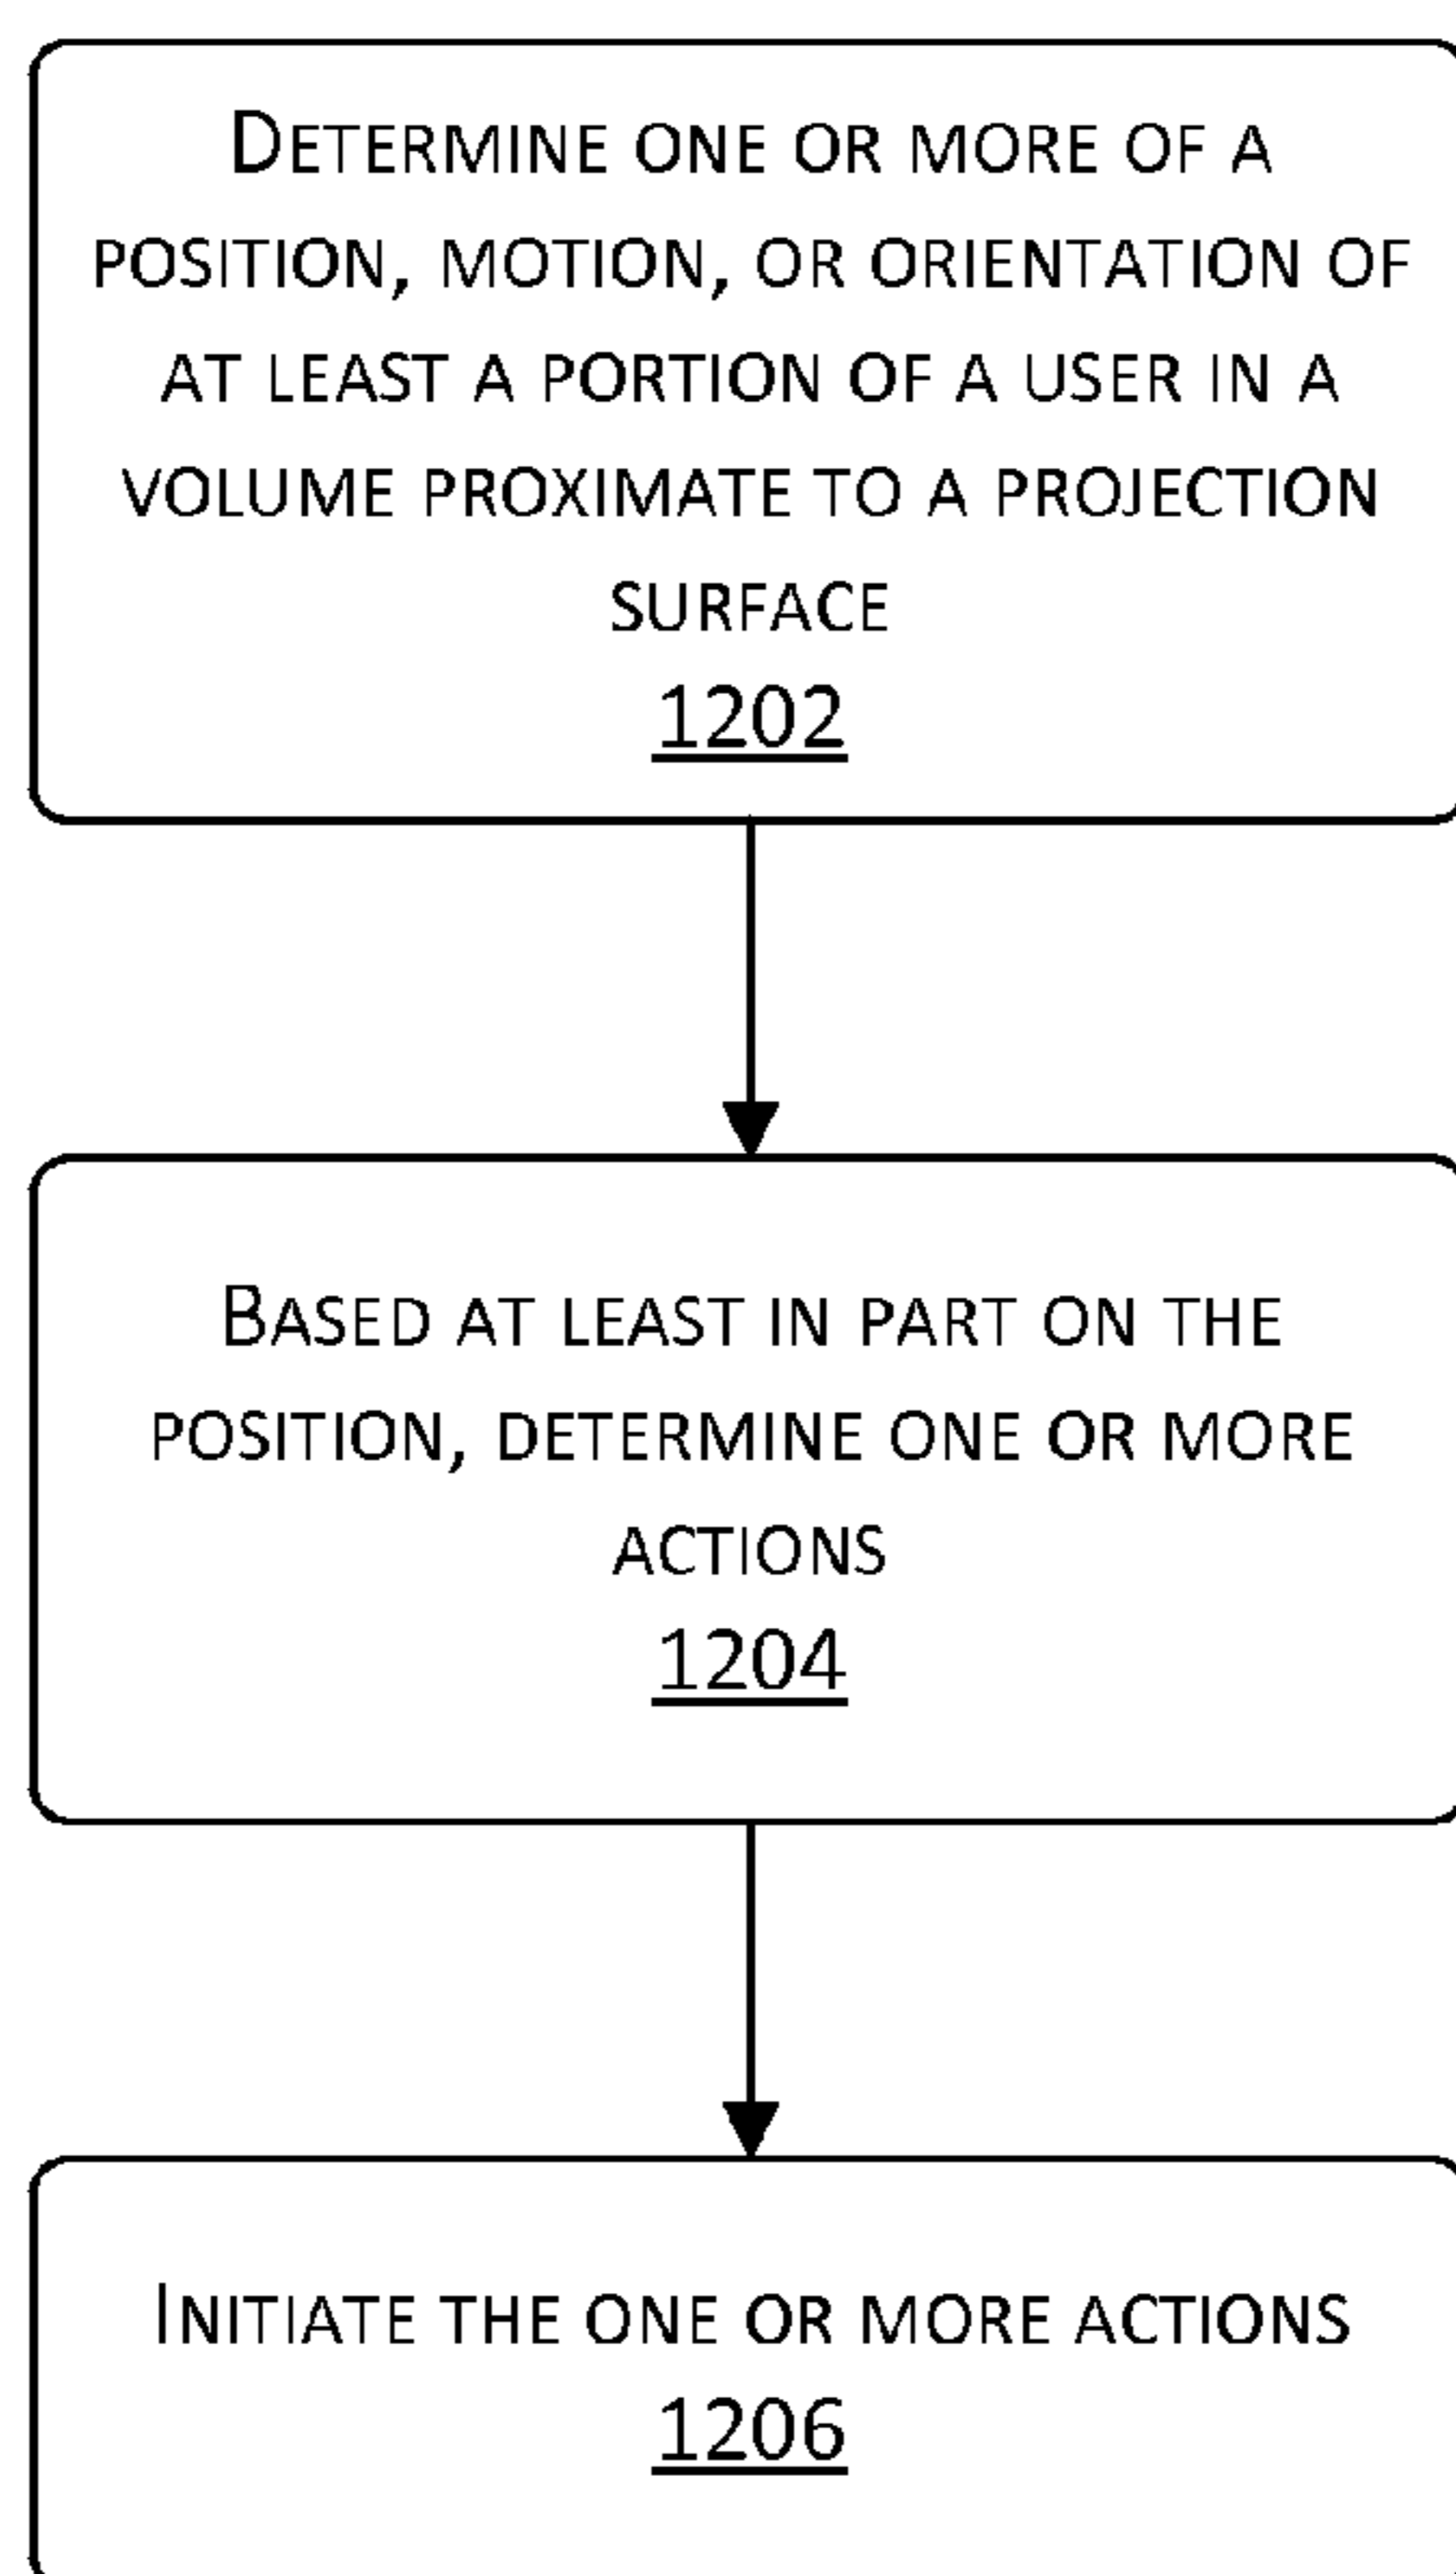 DETERMINE ONE OR MORE OF A
POSITION, MOTION, OR ORIENTATION OF
AT LEAST A PORTION OF A USER IN A
VOLUME PROXIMATE TO A PROJECTION
SURFACE
1202
BASED AT LEAST IN PART ON THE
POSITION, DETERMINE ONE OR MORE
ACTIONS
1204
INITIATE THE ONE OR MORE ACTIONS
1206